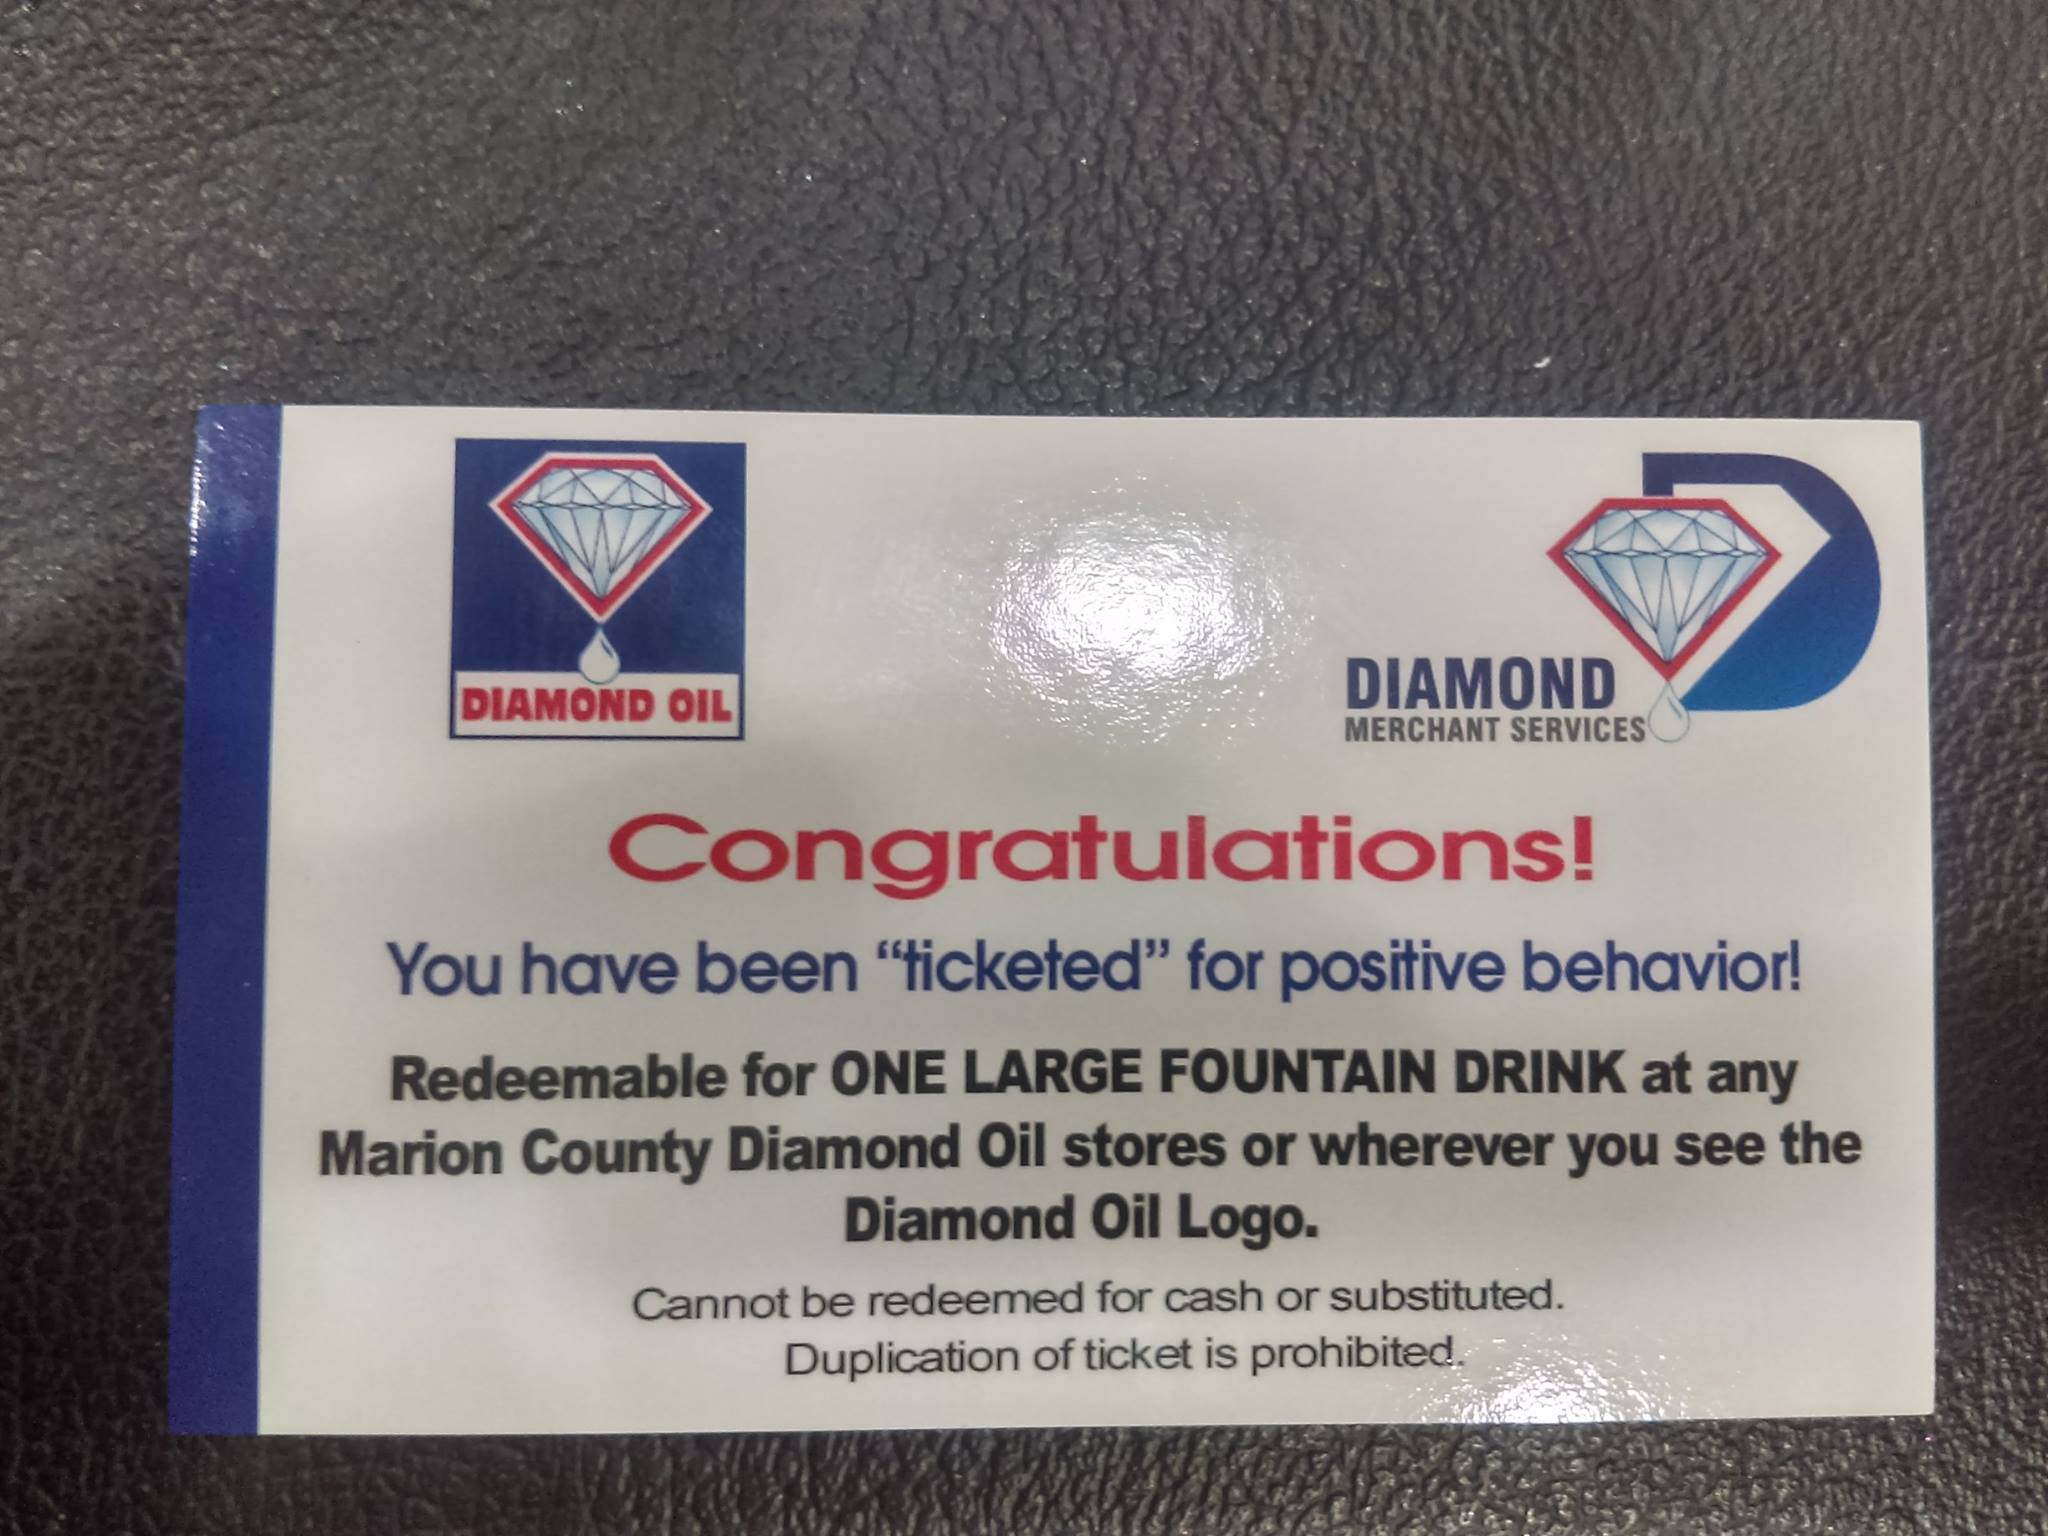 DIAMOND OIL
DIAMOND
MERCHANT SERVICES
Congratulations!
You have been “ticketed” for positive behavior!
Redeemable for ONE LARGE FOUNTAIN DRINK at any
Marion County Diamond Oil stores or wherever you see the
Diamond Oil Logo.
Cannot be redeemed for cash or substituted.
Duplication of ticket is prohibited.